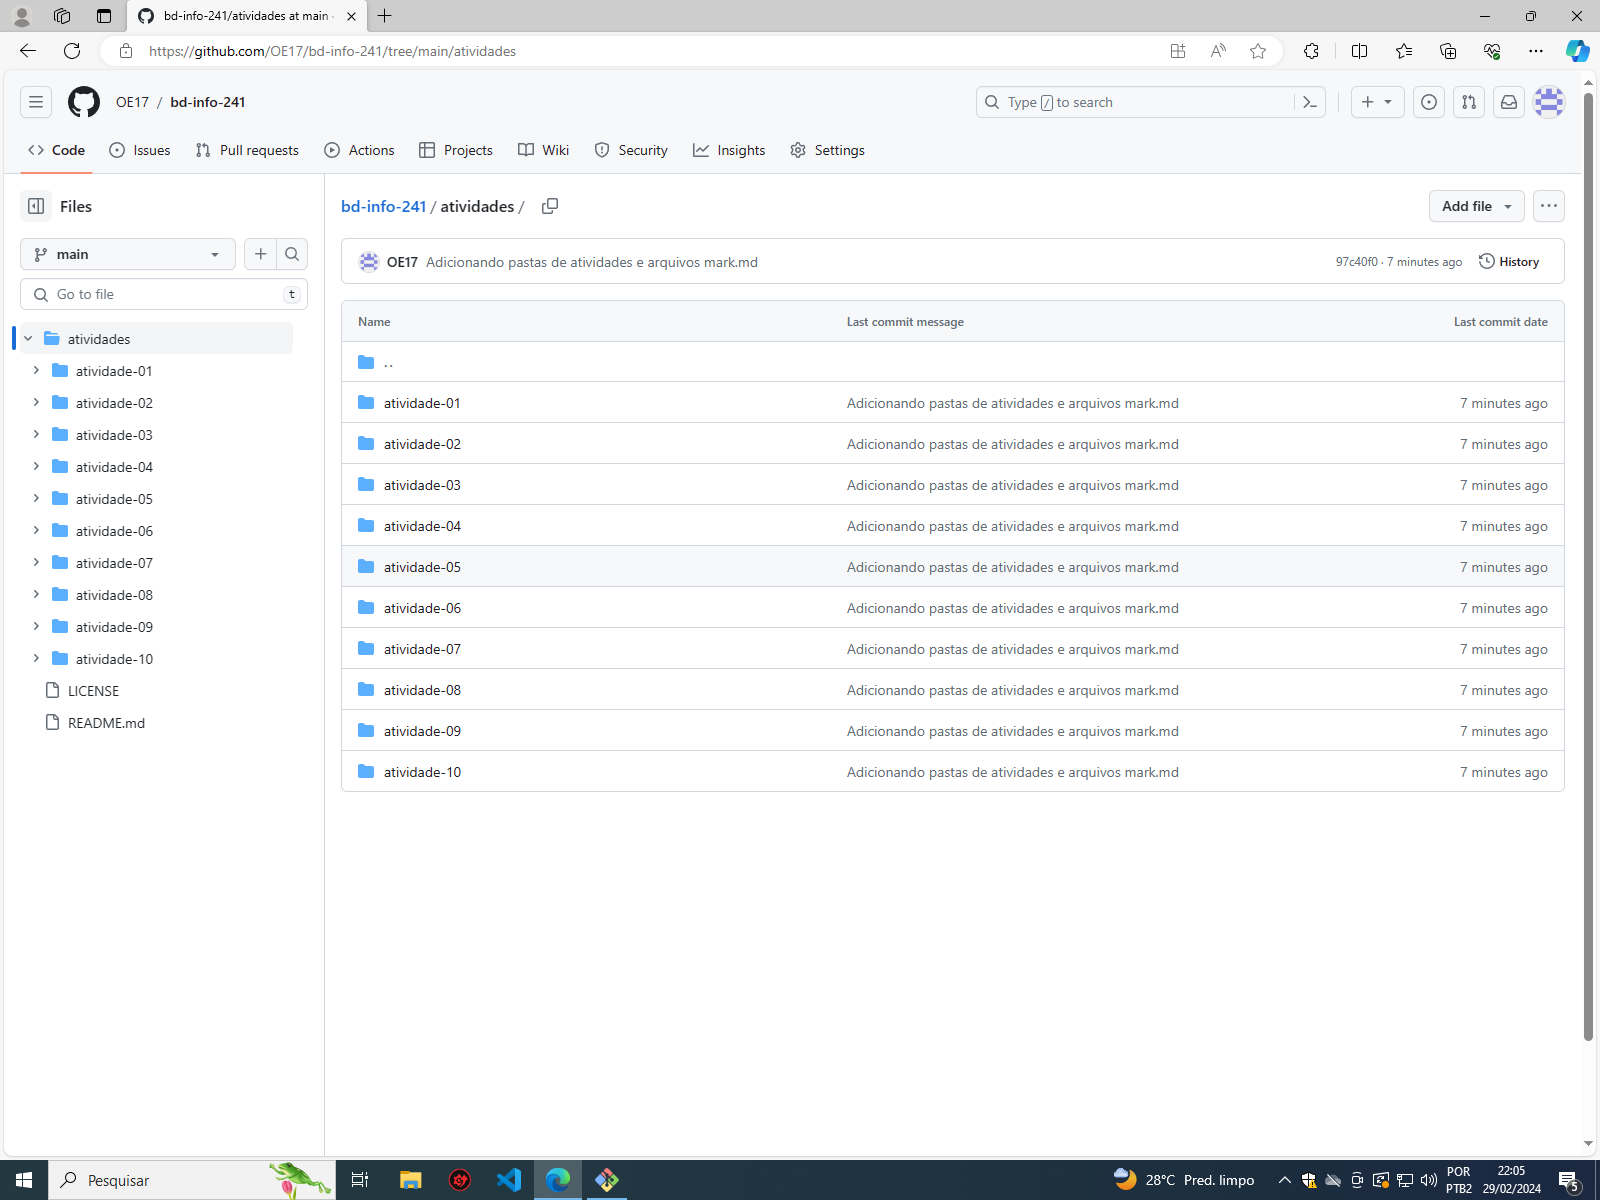 bd-info-241/atividades at main
https://github.com/OE17/bd-info-241/tree/main/atividades
OE17 / bd-info-241
Type / to search
Code
Issues
Pull requests
Actions
Projects
Wiki
Security
Insights
Settings
Files
bd-info-241 / atividades /
Add file
main
OE17 Adicionando pastas de atividades e arquivos mark.md
97c40f0 · 7 minutes ago
History
Go to file
t
Name
Last commit message
Last commit date
atividades
atividade-01
atividade-02
atividade-03
atividade-04
atividade-05
atividade-06
atividade-07
atividade-08
atividade-09
atividade-10
LICENSE
README.md
..
atividade-01 Adicionando pastas de atividades e arquivos mark.md 7 minutes ago
atividade-02 Adicionando pastas de atividades e arquivos mark.md 7 minutes ago
atividade-03 Adicionando pastas de atividades e arquivos mark.md 7 minutes ago
atividade-04 Adicionando pastas de atividades e arquivos mark.md 7 minutes ago
atividade-05 Adicionando pastas de atividades e arquivos mark.md 7 minutes ago
atividade-06 Adicionando pastas de atividades e arquivos mark.md 7 minutes ago
atividade-07 Adicionando pastas de atividades e arquivos mark.md 7 minutes ago
atividade-08 Adicionando pastas de atividades e arquivos mark.md 7 minutes ago
atividade-09 Adicionando pastas de atividades e arquivos mark.md 7 minutes ago
atividade-10 Adicionando pastas de atividades e arquivos mark.md 7 minutes ago
Pesquisar
28°C Pred. limpo
POR
PTB2
22:05
29/02/2024
5